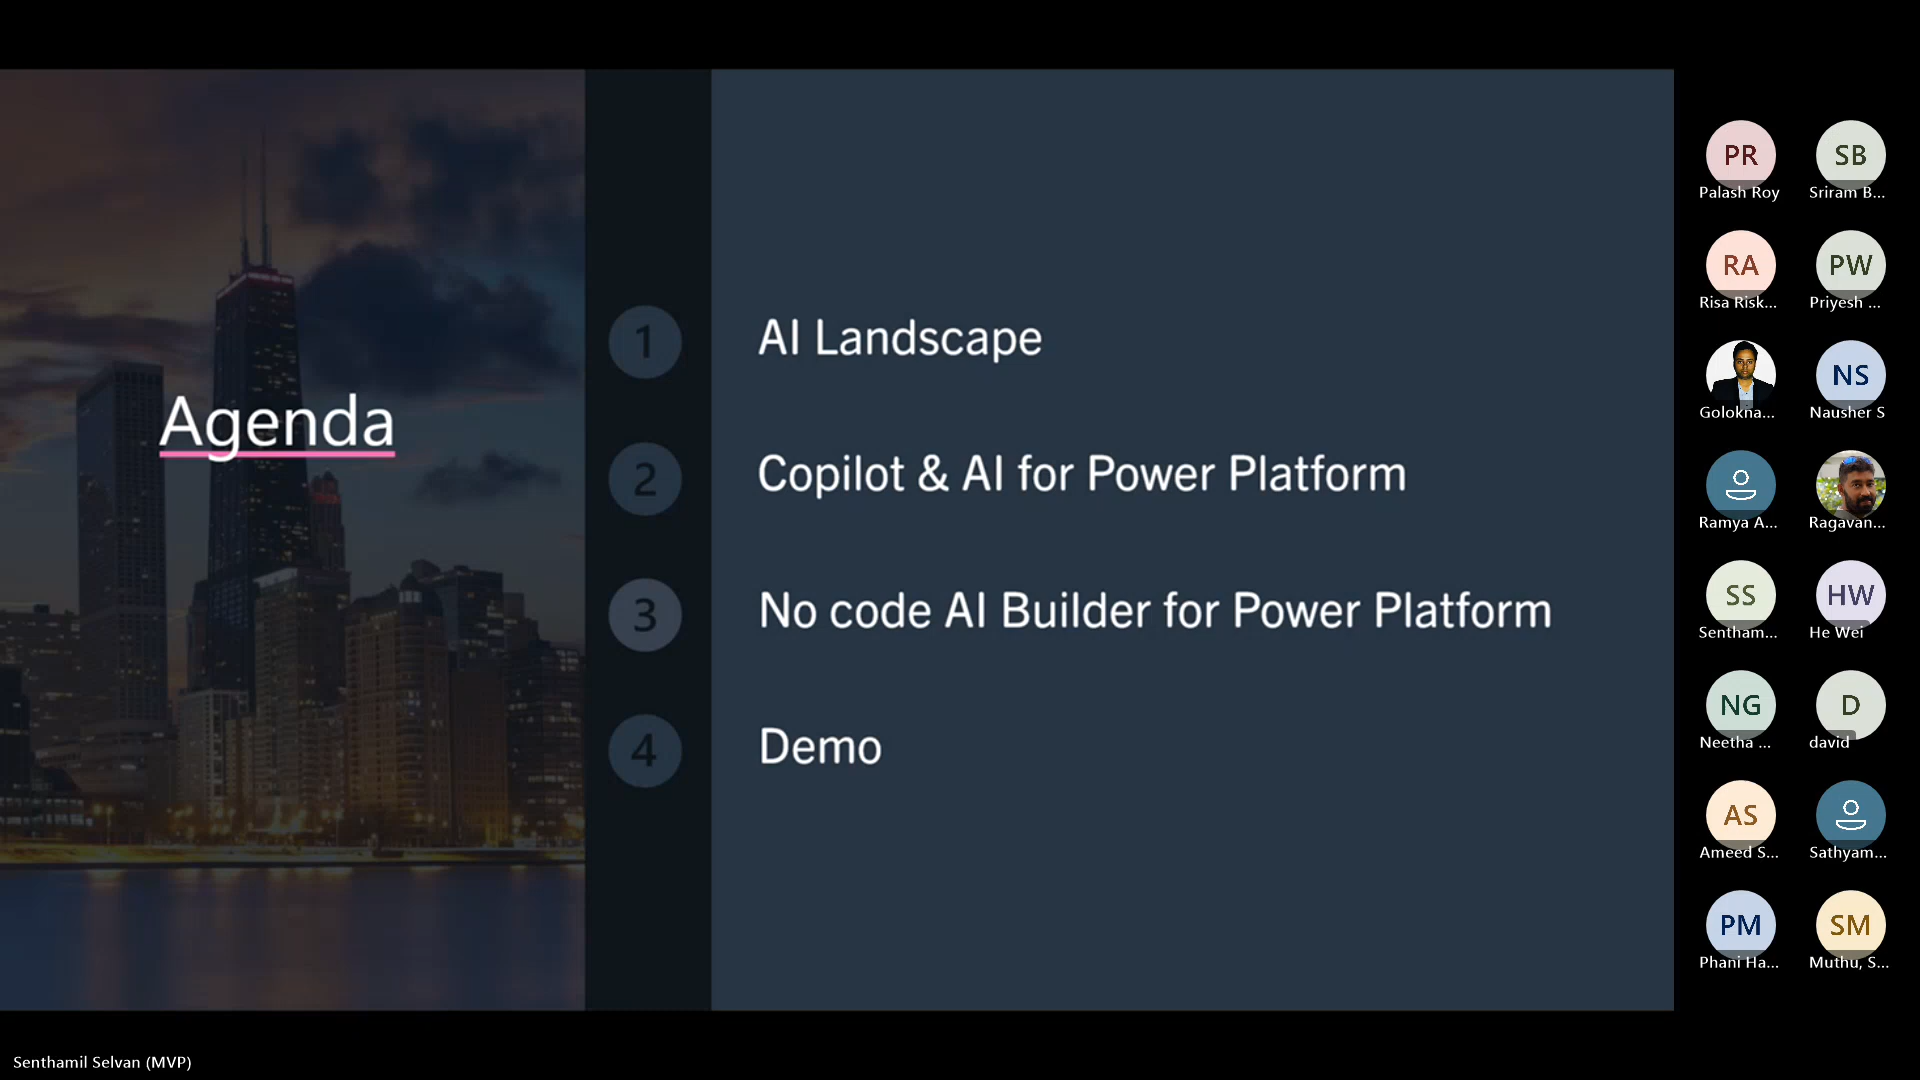 Agenda
1
AI Landscape
2
Copilot & AI for Power Platform
3
No code AI Builder for Power Platform
4
Demo
PR
Palash Roy
SB
Sriram B...
RA
Risa Risk...
PW
Priyesh ...
Golokna...
NS
Nausher S
Ramya A...
Ragavan...
SS
Sentham...
HW
He Wei
NG
Neetha ...
D
david
AS
Ameed S...
Sathyam...
PM
Phani Ha...
SM
Muthu, S...
Senthamil Selvan (MVP)